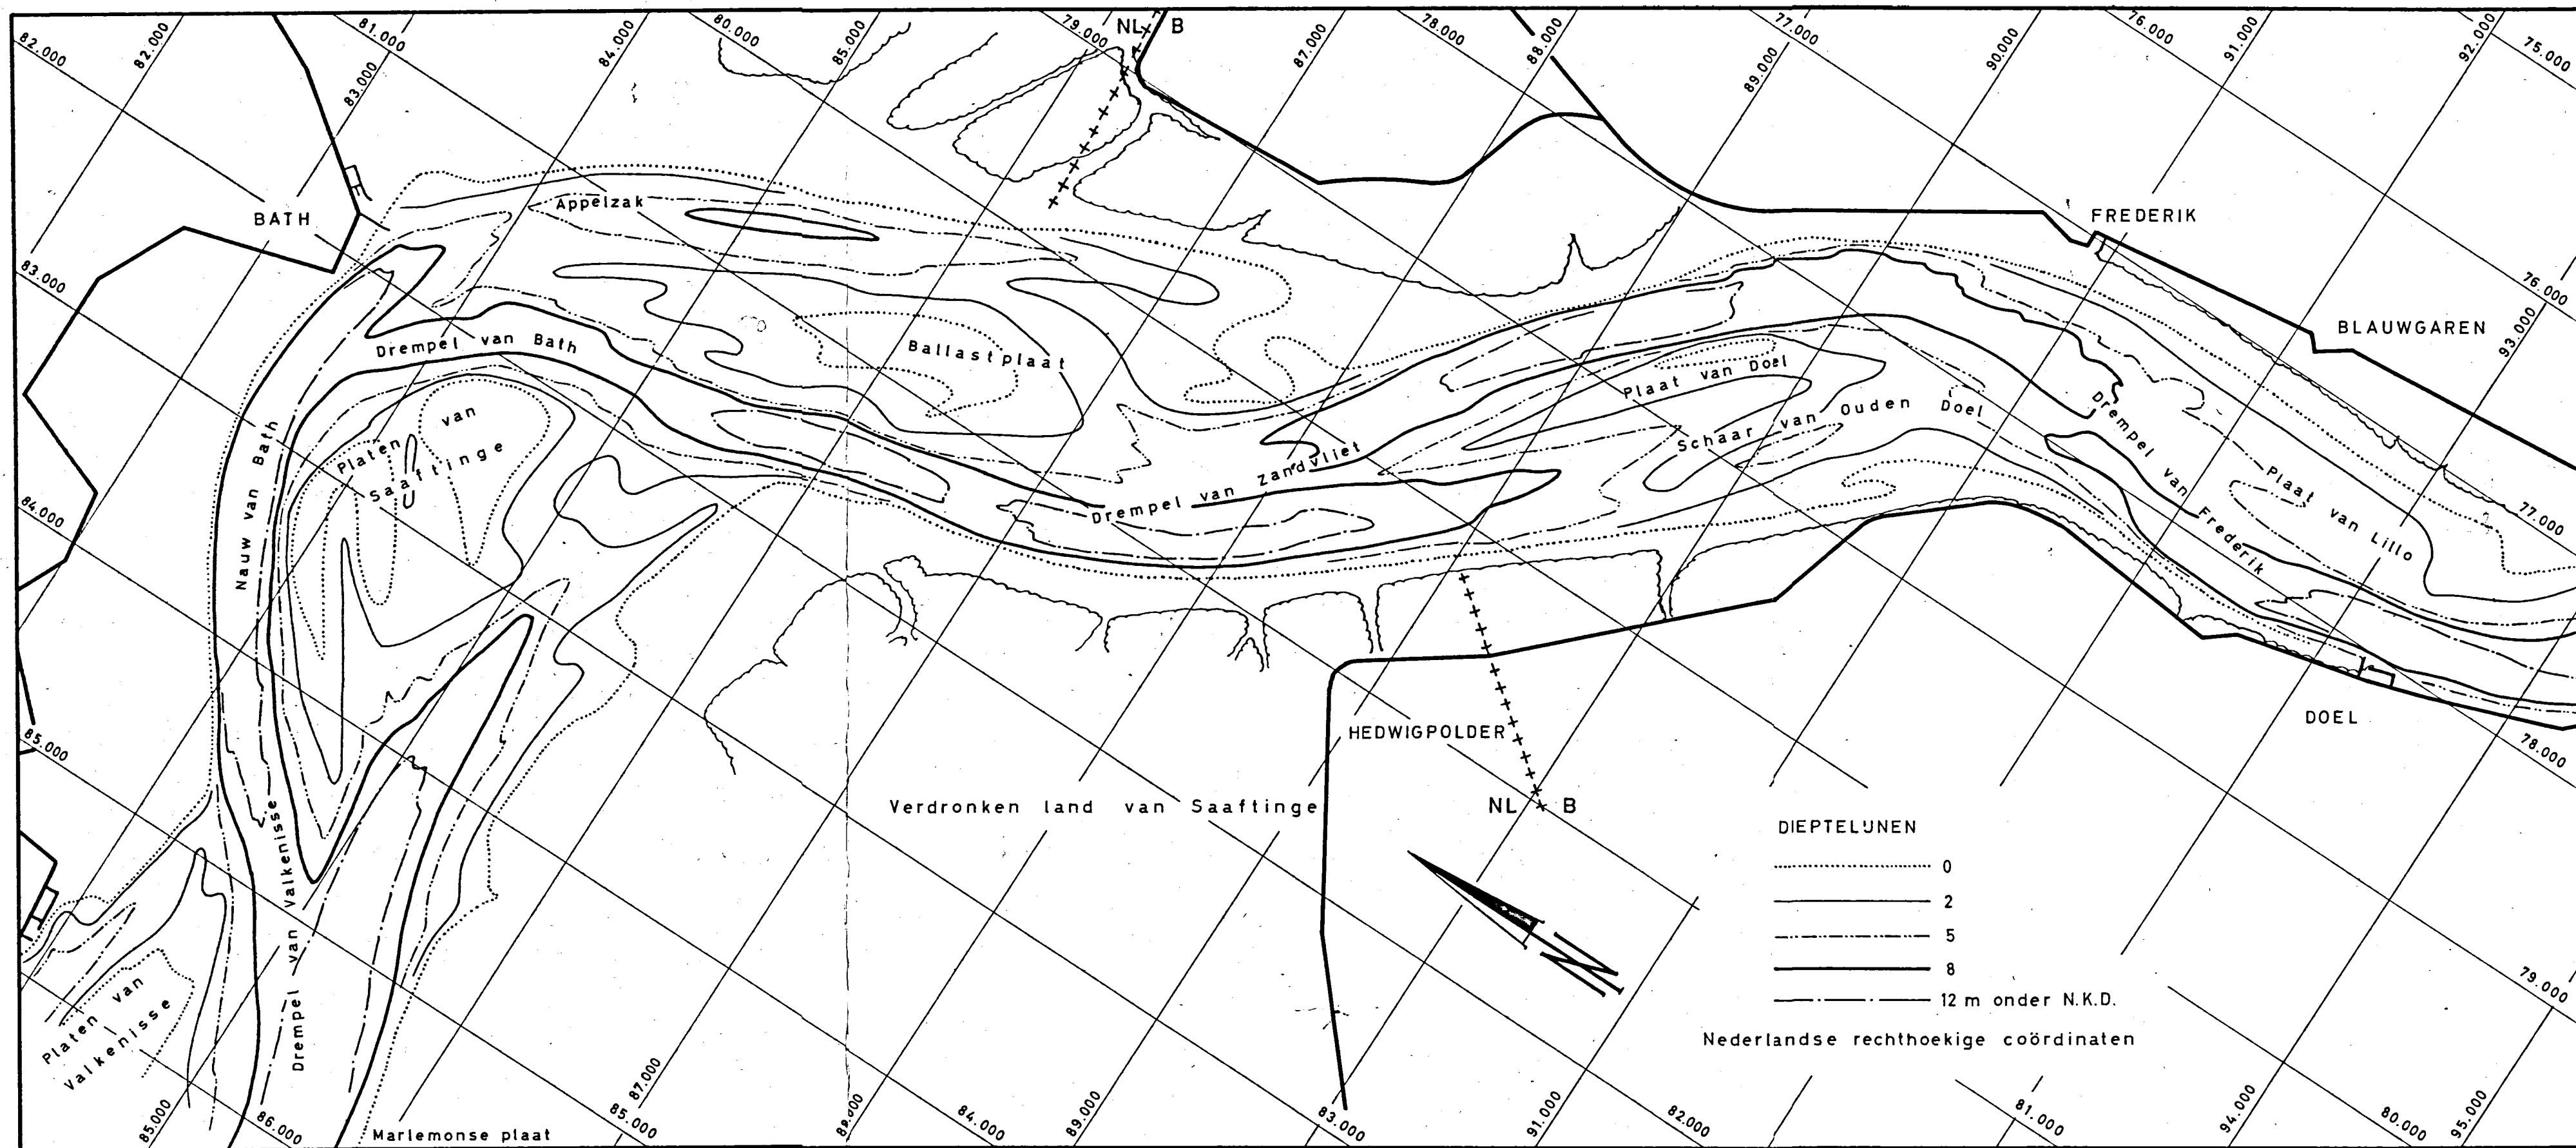 82.000
82.000
81.000
83.000
84.000
80.000
85.000
79.000
NL B
87.000
78.000
88.000
89.000
77.000
90.000
76.000
91.000
92.000
75.000
BATH
Appelzak
FREDERIK
83.000
76.000
BLAUWGAREN
93.000
Drempel van Bath
Ballastplaat
Plaat van Doel
Schaar van Ouden Doel
Drempel van Frederik
Nauw van Bath
Platen van
Saaftinge
Drempel van Zandvliet
Plaat van Lillo
84.000
77.000
HEDWIGPOLDER
DOEL
85.000
78.000
Verdronken land van Saaftinge
NL B
DIEPTELIJNEN
0
2
5
8
12 m onder N.K.D.
N
Nederlandse rechthoekige coördinaten
Drempel van Valkenisse
Platen van
Valkenisse
79.000
85.000
86.000
Marlemonse plaat
87.000
85.000
84.000
89.000
83.000
91.000
82.000
81.000
94.000
80.000
95.000